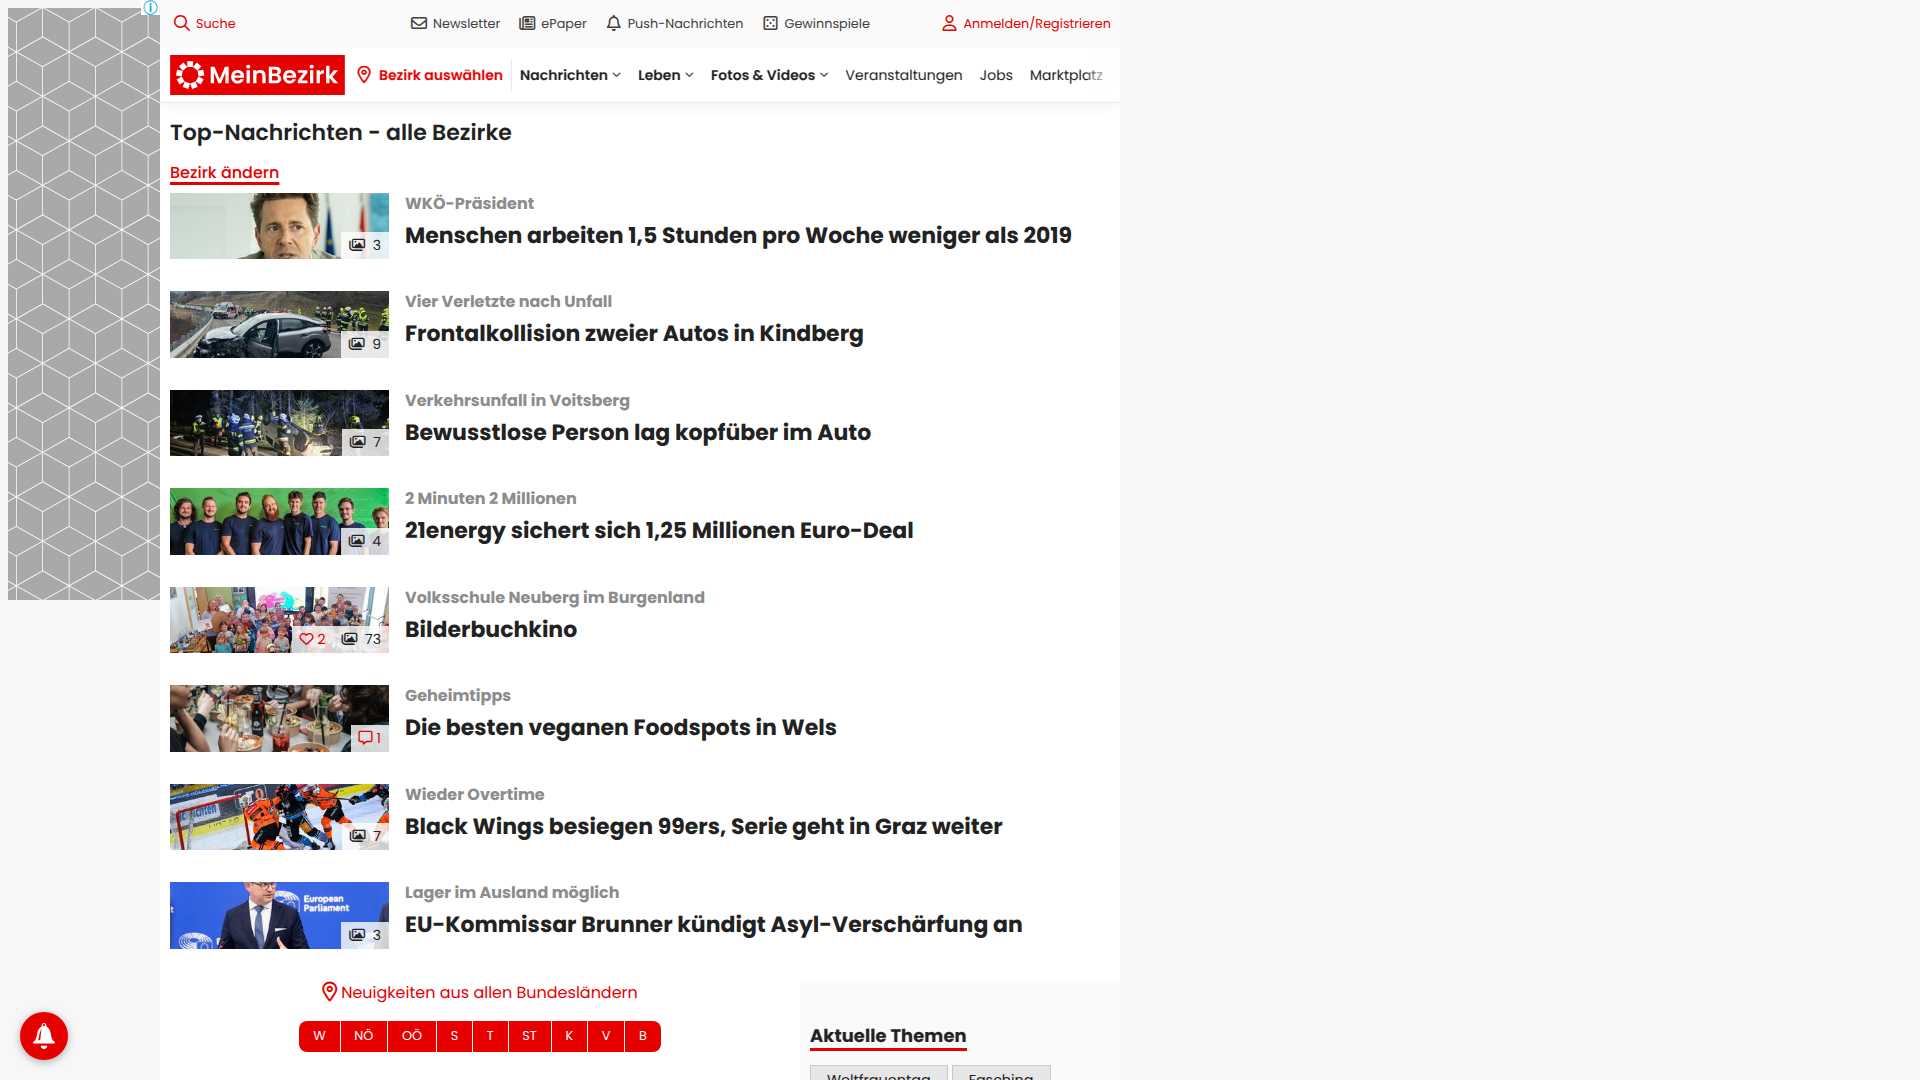 Suche
Newsletter
ePaper
Push-Nachrichten
Gewinnspiele
Anmelden/Registrieren
MeinBezirk
Bezirk auswählen
Nachrichten
Leben
Fotos & Videos
Veranstaltungen
Jobs
Marktplatz
Top-Nachrichten - alle Bezirke
Bezirk ändern
3
WKÖ-Präsident
Menschen arbeiten 1,5 Stunden pro Woche weniger als 2019
9
Vier Verletzte nach Unfall
Frontalkollision zweier Autos in Kindberg
7
Verkehrsunfall in Voitsberg
Bewusstlose Person lag kopfüber im Auto
4
2 Minuten 2 Millionen
21energy sichert sich 1,25 Millionen Euro-Deal
2 73
Volksschule Neuberg im Burgenland
Bilderbuchkino
1
Geheimtipps
Die besten veganen Foodspots in Wels
7
Wieder Overtime
Black Wings besiegen 99ers, Serie geht in Graz weiter
European
Parliament
3
Lager im Ausland möglich
EU-Kommissar Brunner kündigt Asyl-Verschärfung an
Neuigkeiten aus allen Bundesländern
W NÖ OÖ S T ST K V B
Aktuelle Themen
Weltfrauentag
Fasching